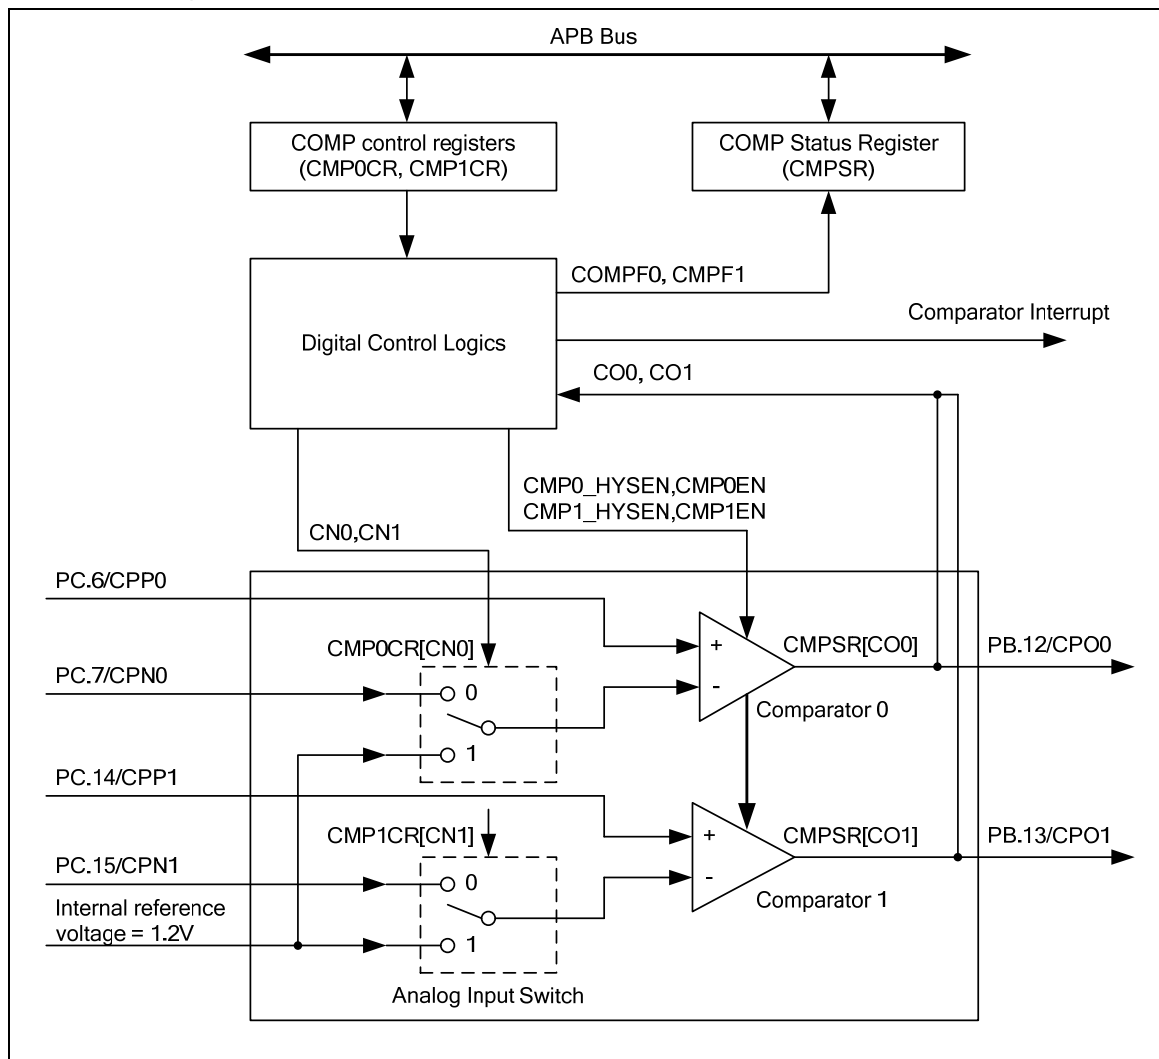 APB Bus
COMP control registers
(CMP0CR, CMP1CR)
COMP Status Register
(CMPSR)
COMPF0, CMPF1
Digital Control Logics
Comparator Interrupt
CO0, CO1
CMP0_HYSEN,CMP0EN
CMP1_HYSEN,CMP1EN
CN0,CN1
PC.6/CPP0
CMP0CR[CN0]
+
CMPSR[CO0]
PB.12/CPO0
PC.7/CPN0
0
-
Comparator 0
1
PC.14/CPP1
CMP1CR[CN1]
+
CMPSR[CO1]
PB.13/CPO1
PC.15/CPN1
0
-
Comparator 1
Internal reference
voltage = 1.2V
1
Analog Input Switch